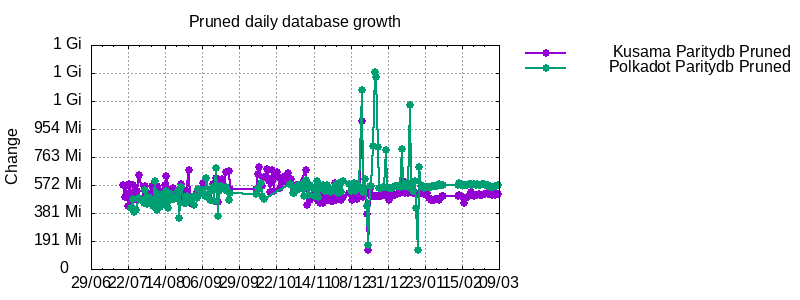 Pruned daily database growth
Kusama Paritydb Pruned
Polkadot Paritydb Pruned
Change
1 Gi
1 Gi
1 Gi
954 Mi
763 Mi
572 Mi
381 Mi
191 Mi
0
29/06 22/07 14/08 06/09 29/09 22/10 14/11 08/12 31/12 23/01 15/02 09/03